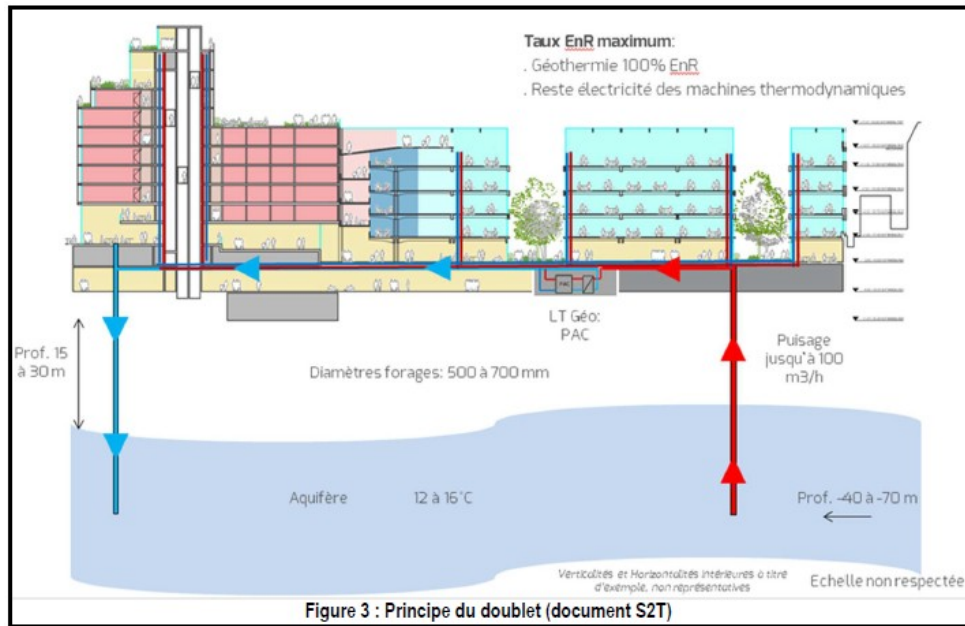 Taux EnR maximum:
. Géothermie 100% EnR
. Reste électricité des machines thermodynamiques
PAC
LT Géo:
PAC
Prof. 15
à 30 m
Diamètres forages: 500 à 700 mm
Puisage
jusqu'à 100
m3/h
Aquifère 12 à 16°C
Prof. -40 à -70 m
Verticalités et Horizontalités intérieures à titre
d'exemple, non représentatives
Echelle non respectée
Figure 3 : Principe du doublet (document S2T)